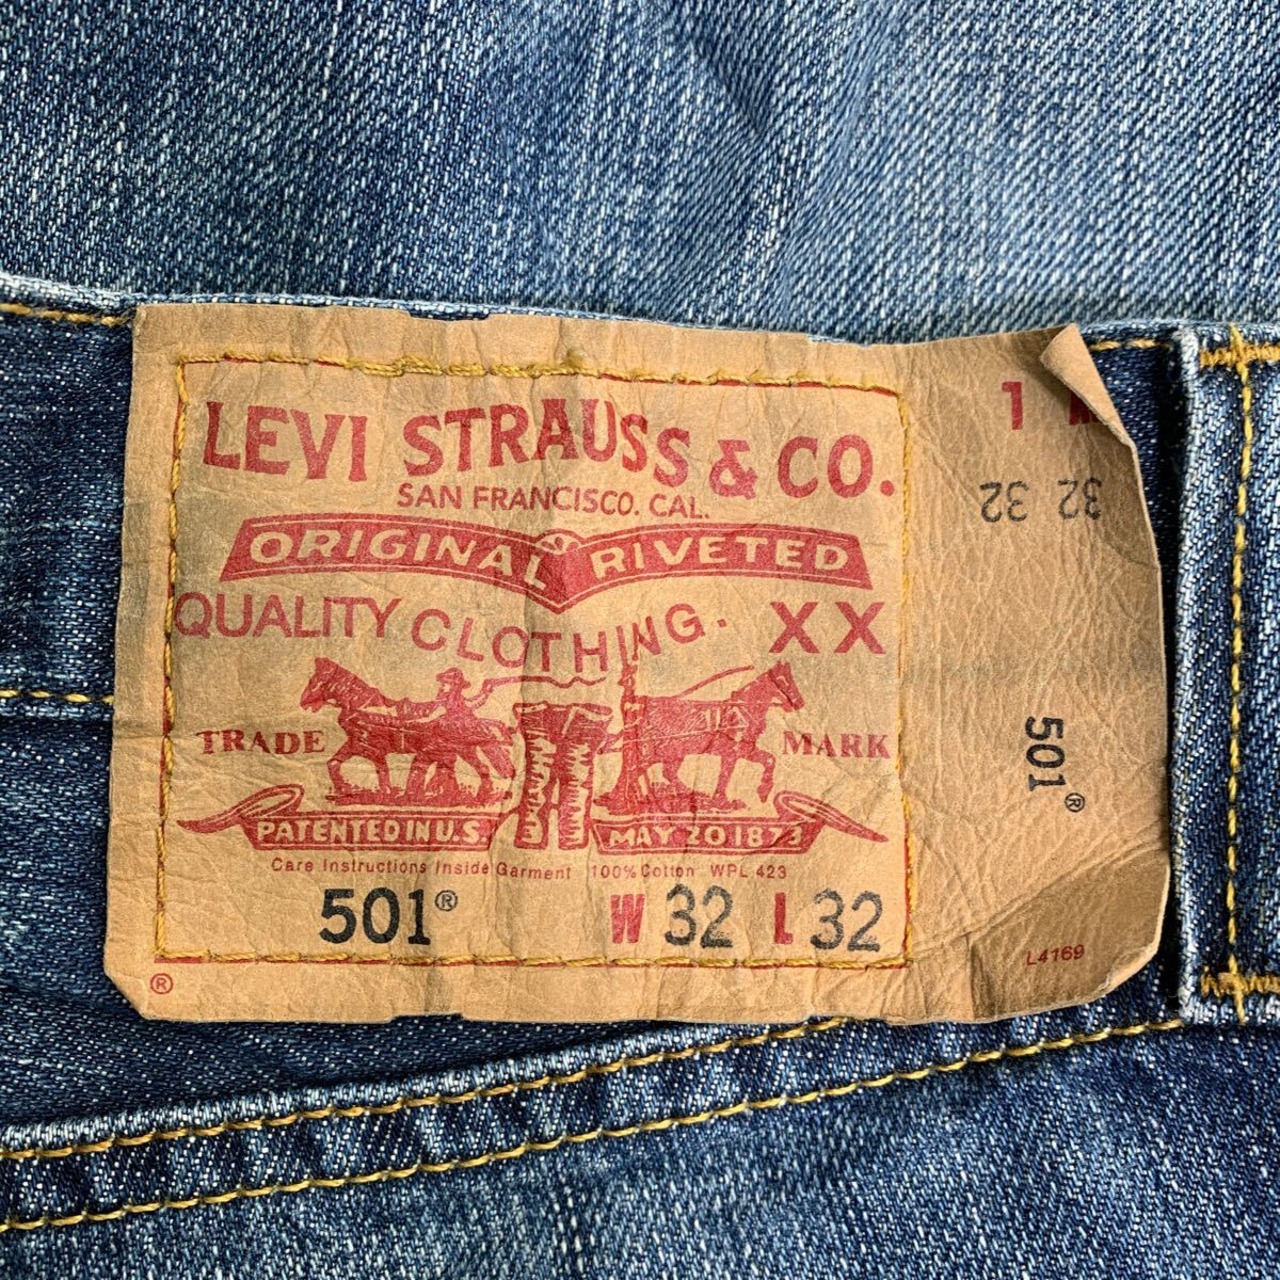 LEVI STRAUSS & CO.
SAN FRANCISCO. CAL.
ORIGINAL RIVETED
QUALITY CLOTHING. XX
TRADE MARK
PATENTED IN U.S. MAY 20 1873
Care Instructions Inside Garment 100% Cotton WPL 423
501® W 32 L 32
®
1
32 32 32
501®
L4169